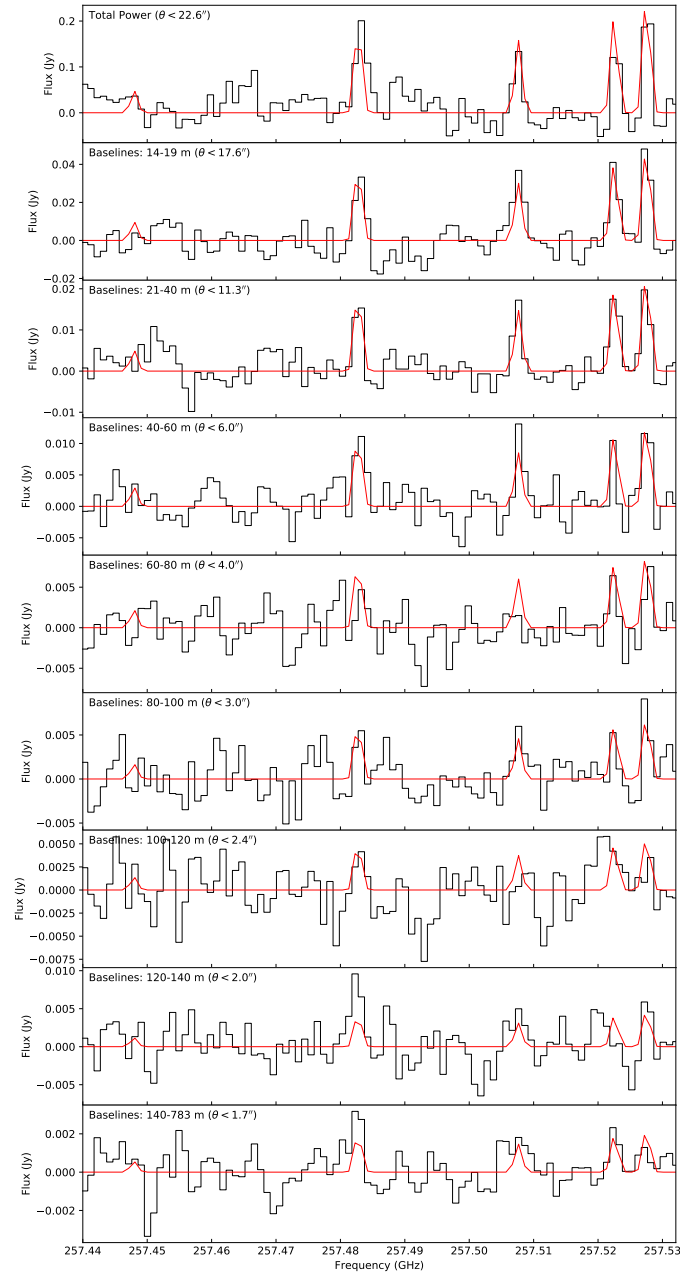 Total Power (θ < 22.6″)
0.2
0.1
0.0
Flux (Jy)
Baselines: 14-19 m (θ < 17.6″)
0.04
0.02
0.00
−0.02
Flux (Jy)
Baselines: 21-40 m (θ < 11.3″)
0.02
0.01
0.00
−0.01
Flux (Jy)
Baselines: 40-60 m (θ < 6.0″)
0.010
0.005
0.000
−0.005
Flux (Jy)
Baselines: 60-80 m (θ < 4.0″)
0.005
0.000
−0.005
Flux (Jy)
Baselines: 80-100 m (θ < 3.0″)
0.005
0.000
−0.005
Flux (Jy)
Baselines: 100-120 m (θ < 2.4″)
0.0050
0.0025
0.0000
−0.0025
−0.0050
−0.0075
Flux (Jy)
Baselines: 120-140 m (θ < 2.0″)
0.010
0.005
0.000
−0.005
Flux (Jy)
Baselines: 140-783 m (θ < 1.7″)
0.002
0.000
−0.002
Flux (Jy)
257.44 257.45 257.46 257.47 257.48 257.49 257.50 257.51 257.52 257.53
Frequency (GHz)